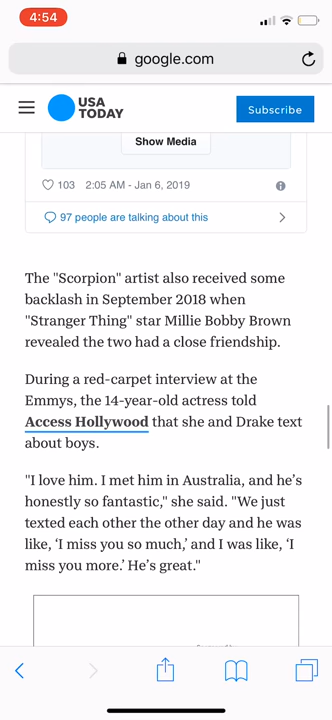 4:54
google.com
USA
TODAY
Subscribe
Show Media
103 2:05 AM - Jan 6, 2019
97 people are talking about this
The "Scorpion" artist also received some
backlash in September 2018 when
"Stranger Thing" star Millie Bobby Brown
revealed the two had a close friendship.
During a red-carpet interview at the
Emmys, the 14-year-old actress told
Access Hollywood that she and Drake text
about boys.
"I love him. I met him in Australia, and he's
honestly so fantastic," she said. "We just
texted each other the other day and he was
like, ‘I miss you so much,’ and I was like, ‘I
miss you more.’ He’s great."